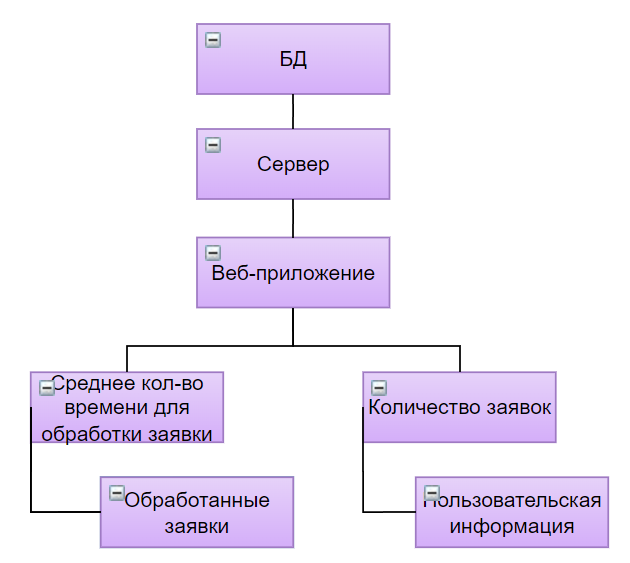 БД
Сервер
Веб-приложение
Среднее кол-во
времени для
обработки заявки
Количество заявок
Обработанные
заявки
Пользовательская
информация